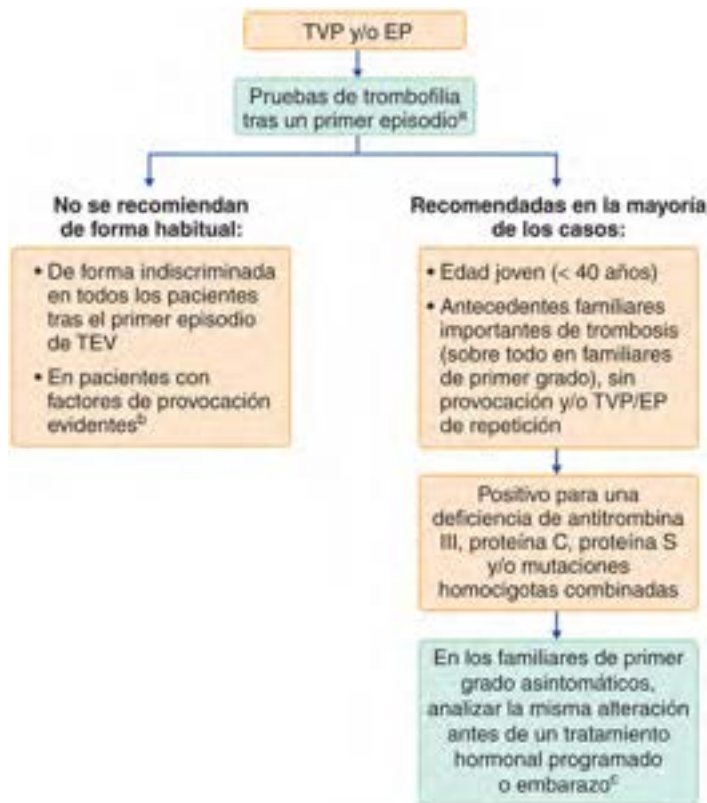 TVP y/o EP
Pruebas de trombofilia
tras un primer episodioª
No se recomiendan
de forma habitual:
• De forma indiscriminada
en todos los pacientes
tras el primer episodio
de TEV
• En pacientes con
factores de provocación
evidentesᵇ
Recomendadas en la mayoría
de los casos:
• Edad joven (< 40 años)
• Antecedentes familiares
importantes de trombosis
(sobre todo en familiares
de primer grado), sin
provocación y/o TVP/EP
de repetición
Positivo para una
deficiencia de antitrombina
III, proteína C, proteína S
y/o mutaciones
homocigotas combinadas
En los familiares de primer
grado asintomáticos,
analizar la misma alteración
antes de un tratamiento
hormonal programado
o embarazoᶜ